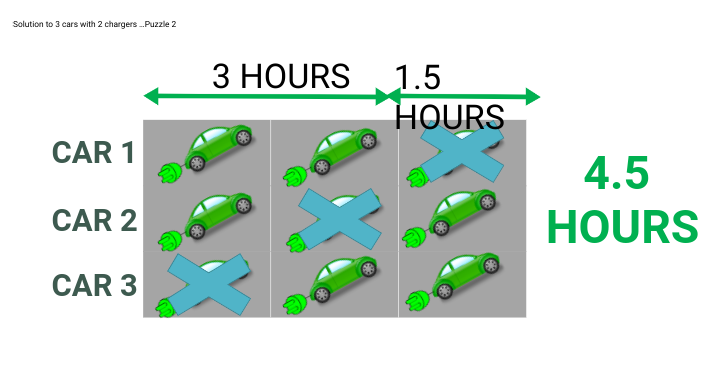 Solution to 3 cars with 2 chargers ...Puzzle 2
3 HOURS
1.5
HOURS
CAR 1
CAR 2
CAR 3
4.5
HOURS